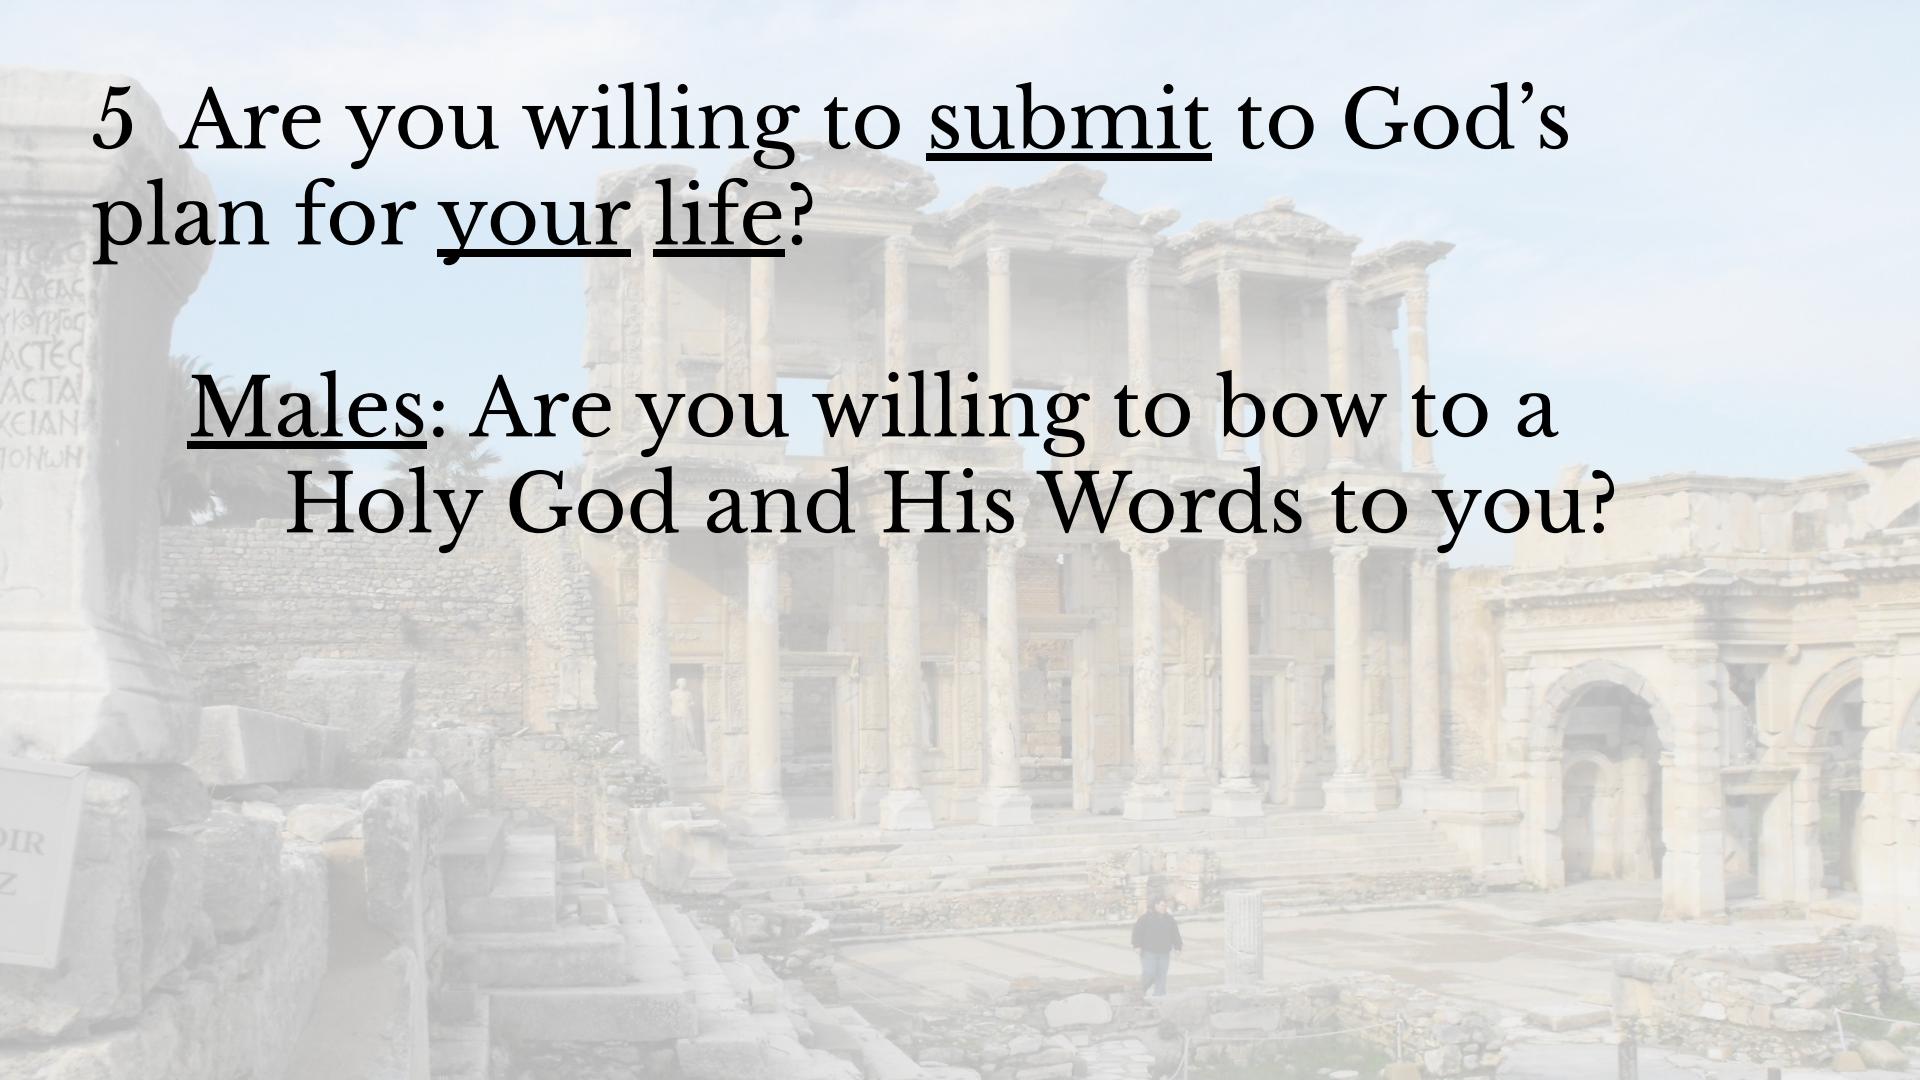 5  Are you willing to submit to God’s
plan for your life?
Males: Are you willing to bow to a
Holy God and His Words to you?
OIR
Z